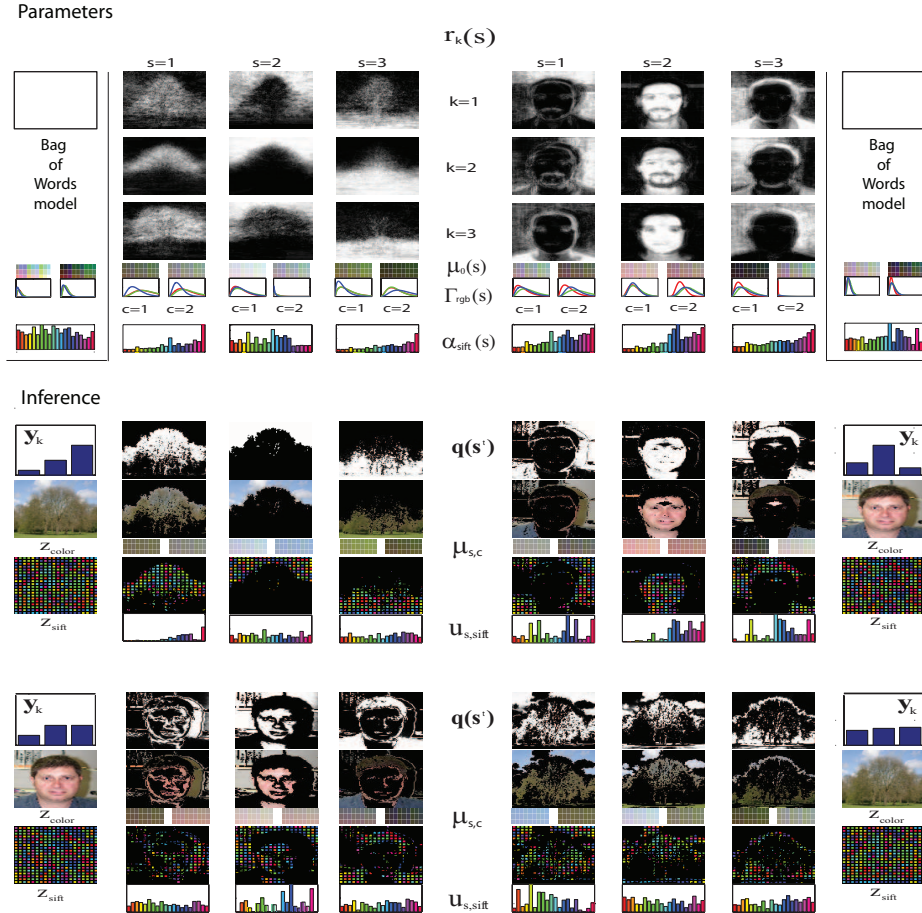 Parameters
r_k(s)
s=1 s=2 s=3 s=1 s=2 s=3
k=1
Bag
of
Words
model
Bag
of
Words
model
k=2
k=3
μ_0(s)
Γ_rgb(s)
c=1 c=2 c=1 c=2 c=1 c=2 c=1 c=2 c=1 c=2 c=1 c=2
α_sift (s)
Inference
y_k q(s^t) y_k
z_color μ_s,c z_color
z_sift z_sift
u_s,sift
y_k q(s^t) y_k
z_color μ_s,c z_color
z_sift u_s,sift z_sift